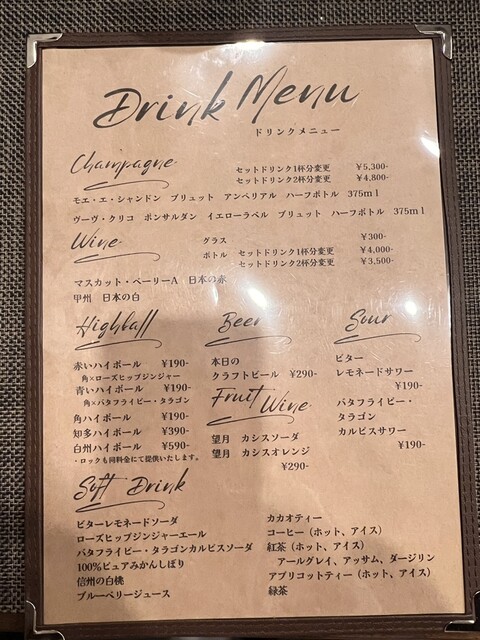 Drink Menu
ドリンクメニュー
Champagne
セットドリンク1杯分変更 ￥5,300-
セットドリンク2杯分変更 ￥4,800-
モエ・エ・シャンドン ブリュット アンペリアル ハーフボトル 375ml
ヴーヴ・クリコ ポンサルダン イエローラベル ブリュット ハーフボトル 375ml
Wine
グラス ￥300-
ボトル セットドリンク1杯分変更 ￥4,000-
セットドリンク2杯分変更 ￥3,500-
マスカット・ベーリーA 日本の赤
甲州 日本の白
Highball
赤いハイボール ￥190-
角×ローズヒップジンジャー
青いハイボール ￥190-
角×バタフライピー・タラゴン
角ハイボール ￥190-
知多ハイボール ￥390-
白州ハイボール ￥590-
・ロックも同料金にて提供いたします。
Beer
本日の
クラフトビール ￥290-
Fruit Wine
望月 カシスソーダ
望月 カシスオレンジ
￥290-
Sour
ビター
レモネードサワー
￥190-
バタフライピー・
タラゴン
カルピスサワー
￥190-
Soft Drink
ビターレモネードソーダ
ローズヒップジンジャーエール
バタフライピー・タラゴンカルピスソーダ
100%ピュアみかんしぼり
信州の白桃
ブルーベリージュース
カカオティー
コーヒー（ホット、アイス）
紅茶（ホット、アイス）
アールグレイ、アッサム、ダージリン
アプリコットティー（ホット、アイス）
緑茶